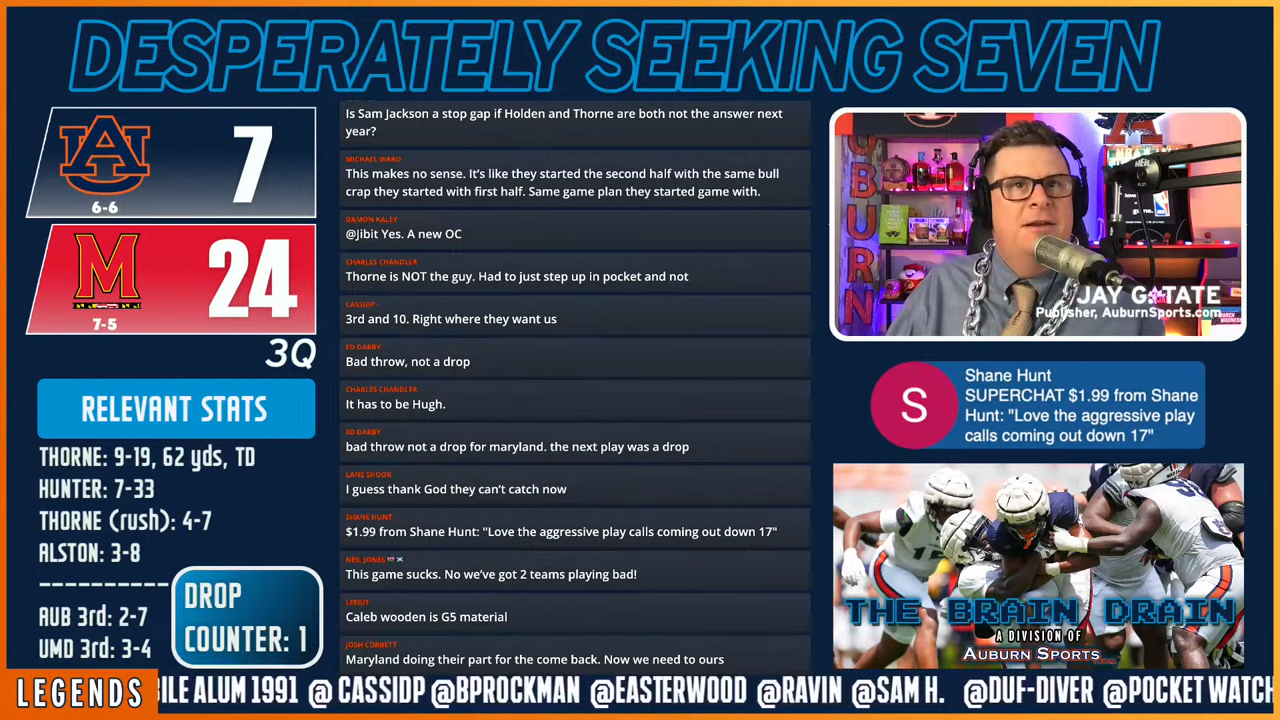 DESPERATELY SEEKING SEVEN
7
6-6
M
24
7-5
3Q
RELEVANT STATS
THORNE: 9-19, 62 yds, TD
HUNTER: 7-33
THORNE (rush): 4-7
ALSTON: 3-8
AUB 3rd: 2-7
UMD 3rd: 3-4
DROP
COUNTER: 1
Is Sam Jackson a stop gap if Holden and Thorne are both not the answer next
year?
MICHAEL WARD
This makes no sense. It's like they started the second half with the same bull
crap they started with first half. Same game plan they started game with.
DAMON KALEY
@Jibit Yes. A new OC
CHARLES CHANDLER
Thorne is NOT the guy. Had to just step up in pocket and not
CASSIDP -
3rd and 10. Right where they want us
ED DARBY
Bad throw, not a drop
CHARLES CHANDLER
It has to be Hugh.
ED DARBY
bad throw not a drop for maryland. the next play was a drop
LANE SHOOK
I guess thank God they can't catch now
SHANE HUNT
$1.99 from Shane Hunt: "Love the aggressive play calls coming out down 17"
NEIL JONES
This game sucks. No we've got 2 teams playing bad!
LEEGIT
Caleb wooden is G5 material
JOSH CORBETT
Maryland doing their part for the come back. Now we need to ours
UBURN
JAY G. TATE
Publisher, AuburnSports.com
S
Shane Hunt
SUPERCHAT $1.99 from Shane
Hunt: "Love the aggressive play
calls coming out down 17"
THE BRAIN DRAIN
A DIVISION OF
AUBURN SPORTS.com
LEGENDS
BILE ALUM 1991 @ CASSIDP @BPROCKMAN @EASTERWOOD @RAVIN @SAM H. @DUF-DIVER @POCKET WATCH